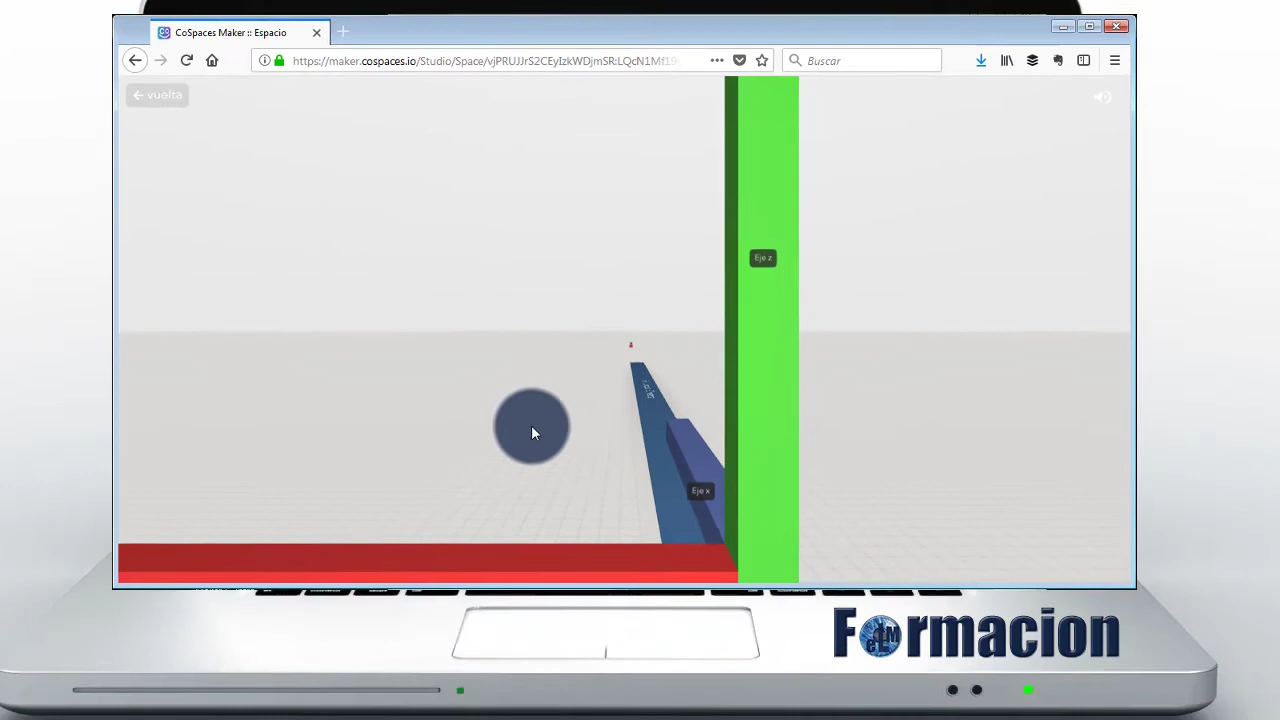 CoSpaces Maker :: Espacio
https://maker.cospaces.io/Studio/Space/vjPRUJJrS2CEyIzkWDjmSR:LQcN1Mf19
Buscar
vuelta
Eje z
Eje x
Formacion